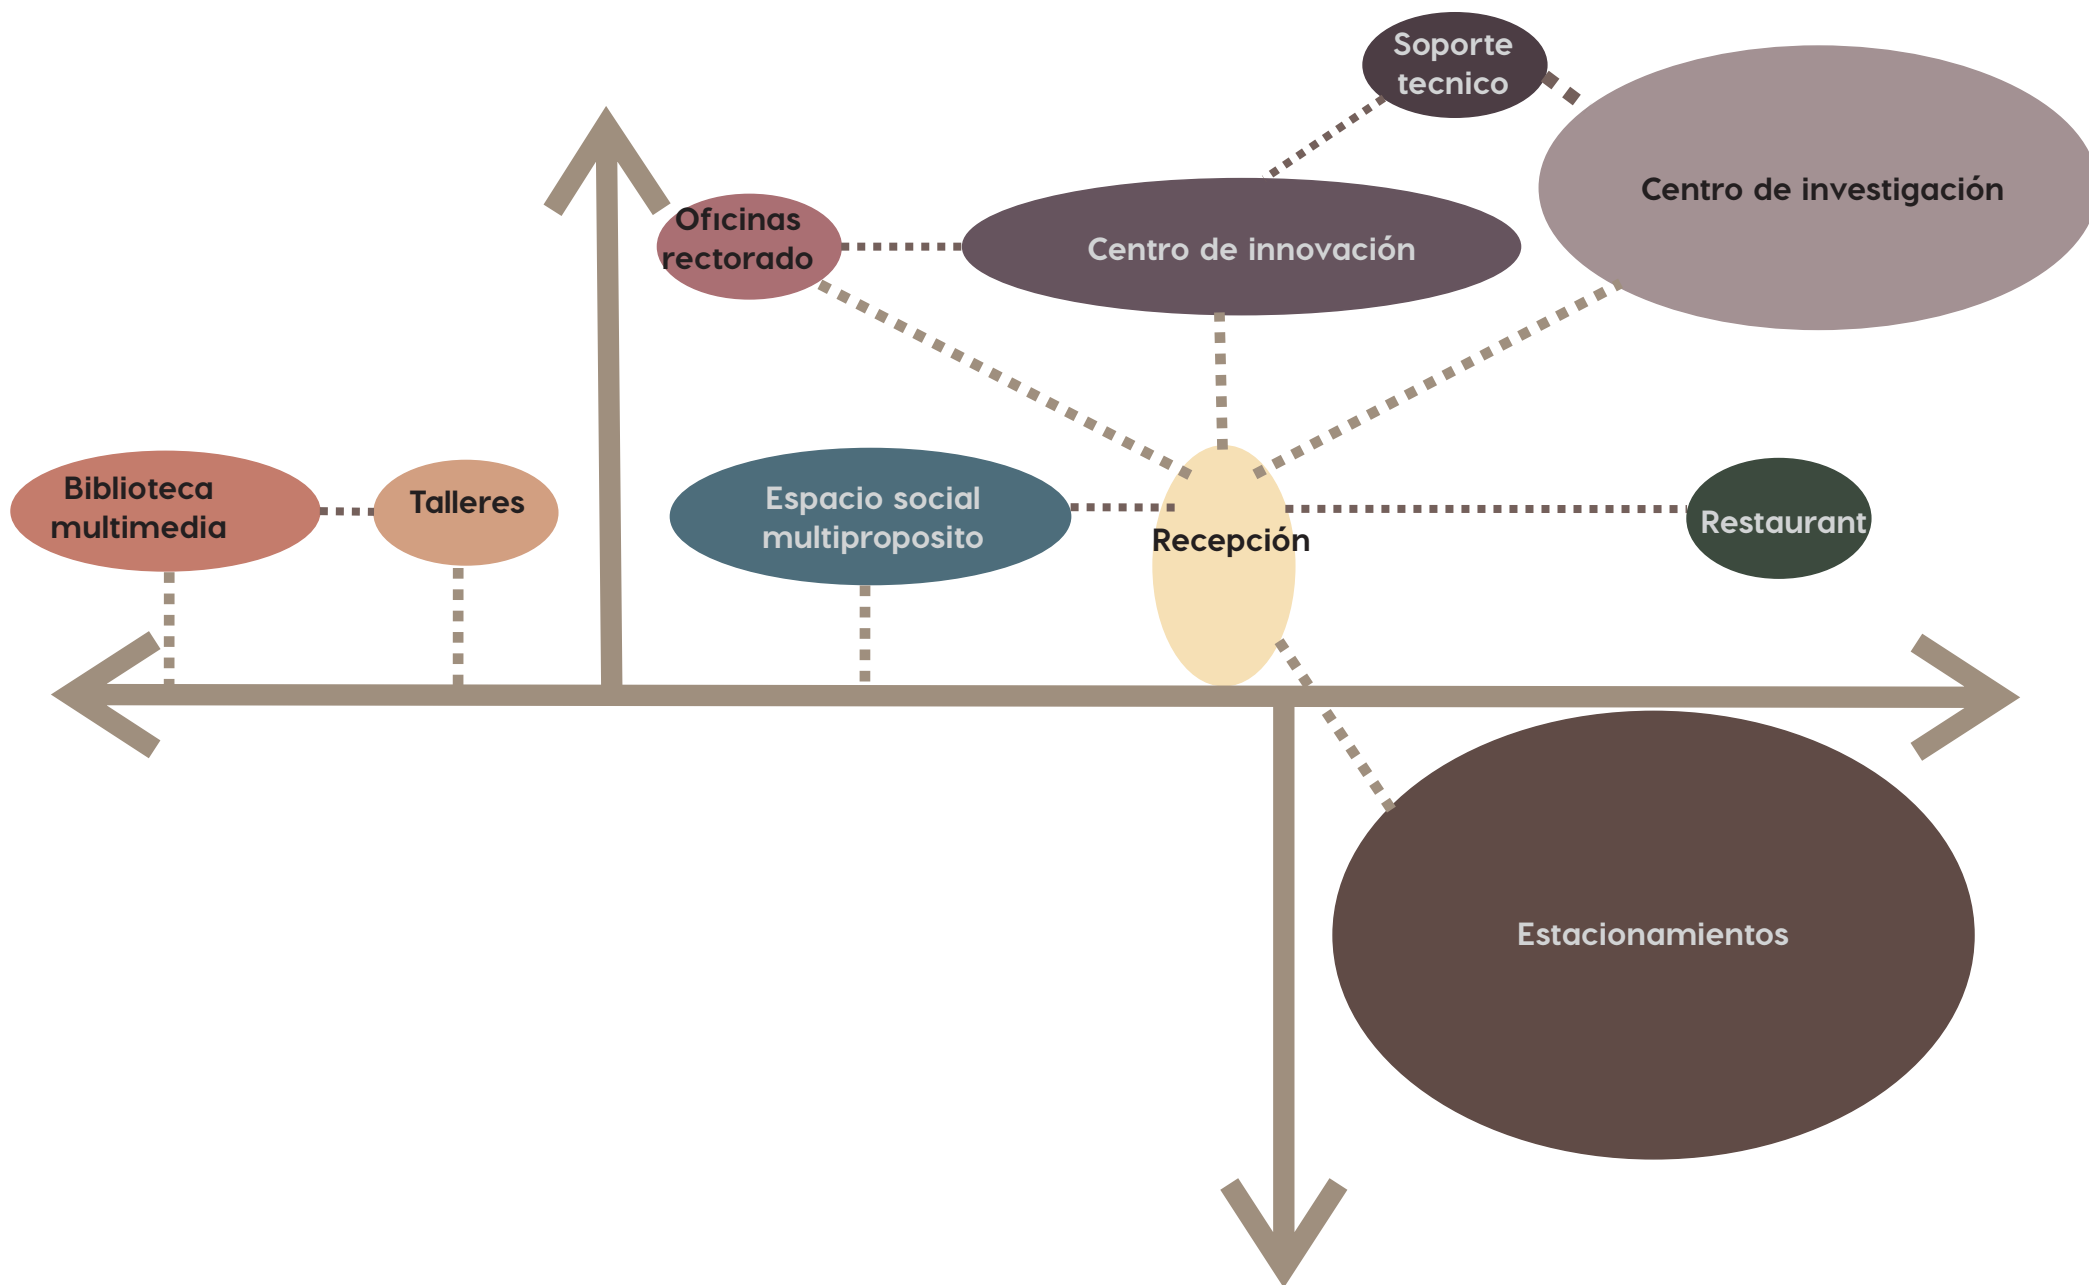 Soporte
tecnico
Centro de investigación
Oficinas
rectorado
Centro de innovación
Biblioteca
multimedia
Talleres
Espacio social
multiproposito
Recepción
Restaurant
Estacionamientos